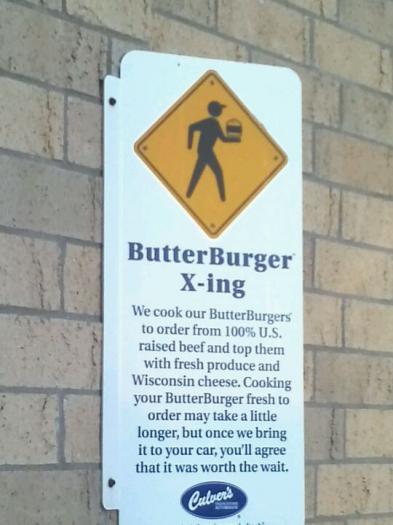 ButterBurger
X-ing
We cook our ButterBurgers®
to order from 100% U.S.
raised beef and top them
with fresh produce and
Wisconsin cheese. Cooking
your ButterBurger fresh to
order may take a little
longer, but once we bring
it to your car, you'll agree
that it was worth the wait.
Culver's